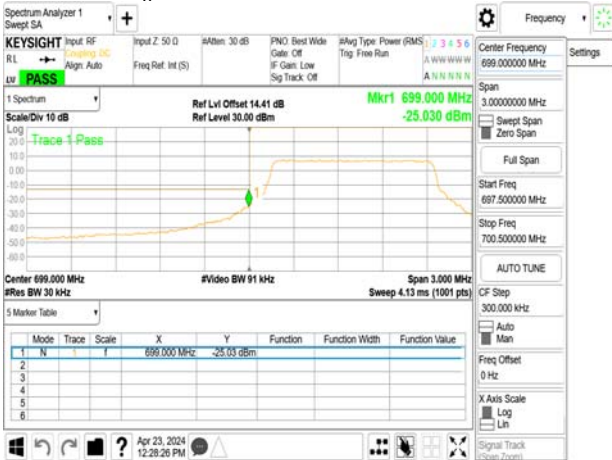 Spectrum Analyzer 1
Swept SA
Frequency
KEYSIGHT Input: RF Input Z: 50 Ω #Atten: 30 dB PNO: Best Wide #Avg Type: Power (RMS 1 2 3 4 5 6
RL Coupling: DC Gate: Off Trig: Free Run A WW WW W
Align: Auto Freq Ref: Int (S) IF Gain: Low
Sig Track: Off A N N N N N
LW PASS
1 Spectrum
Ref Lvl Offset 14.41 dB Mkr1 699.000 MHz
Scale/Div 10 dB Ref Level 30.00 dBm -25.030 dBm
Log
Trace 1 Pass
20.0
10.0
0.00
-10.0
-20.0
-30.0
-40.0
-50.0
-60.0
1
Center 699.000 MHz #Video BW 91 kHz Span 3.000 MHz
#Res BW 30 kHz Sweep 4.13 ms (1001 pts)
5 Marker Table
Mode Trace Scale X Y Function Function Width Function Value
1 N 1 f 699.000 MHz -25.03 dBm
2
3
4
5
6
Apr 23, 2024
12:28:26 PM
Center Frequency
699.000000 MHz
Settings
Span
3.00000000 MHz
Swept Span
Zero Span
Full Span
Start Freq
697.500000 MHz
Stop Freq
700.500000 MHz
AUTO TUNE
CF Step
300.000 kHz
Auto
Man
Freq Offset
0 Hz
X Axis Scale
Log
Lin
Signal Track
(Span Zoom)